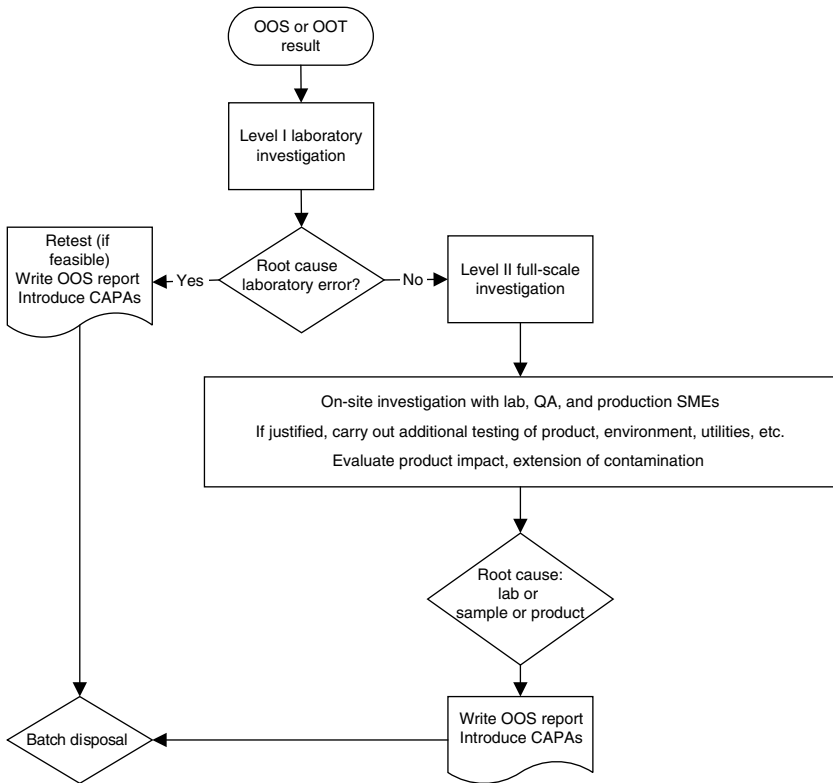 OOS or OOT
result
Level I laboratory
investigation
Retest (if
feasible)
Write OOS report
Introduce CAPAs
Yes
Root cause
laboratory error?
No
Level II full-scale
investigation
On-site investigation with lab, QA, and production SMEs
If justified, carry out additional testing of product, environment, utilities, etc.
Evaluate product impact, extension of contamination
Root cause:
lab or
sample or product
Write OOS report
Introduce CAPAs
Batch disposal